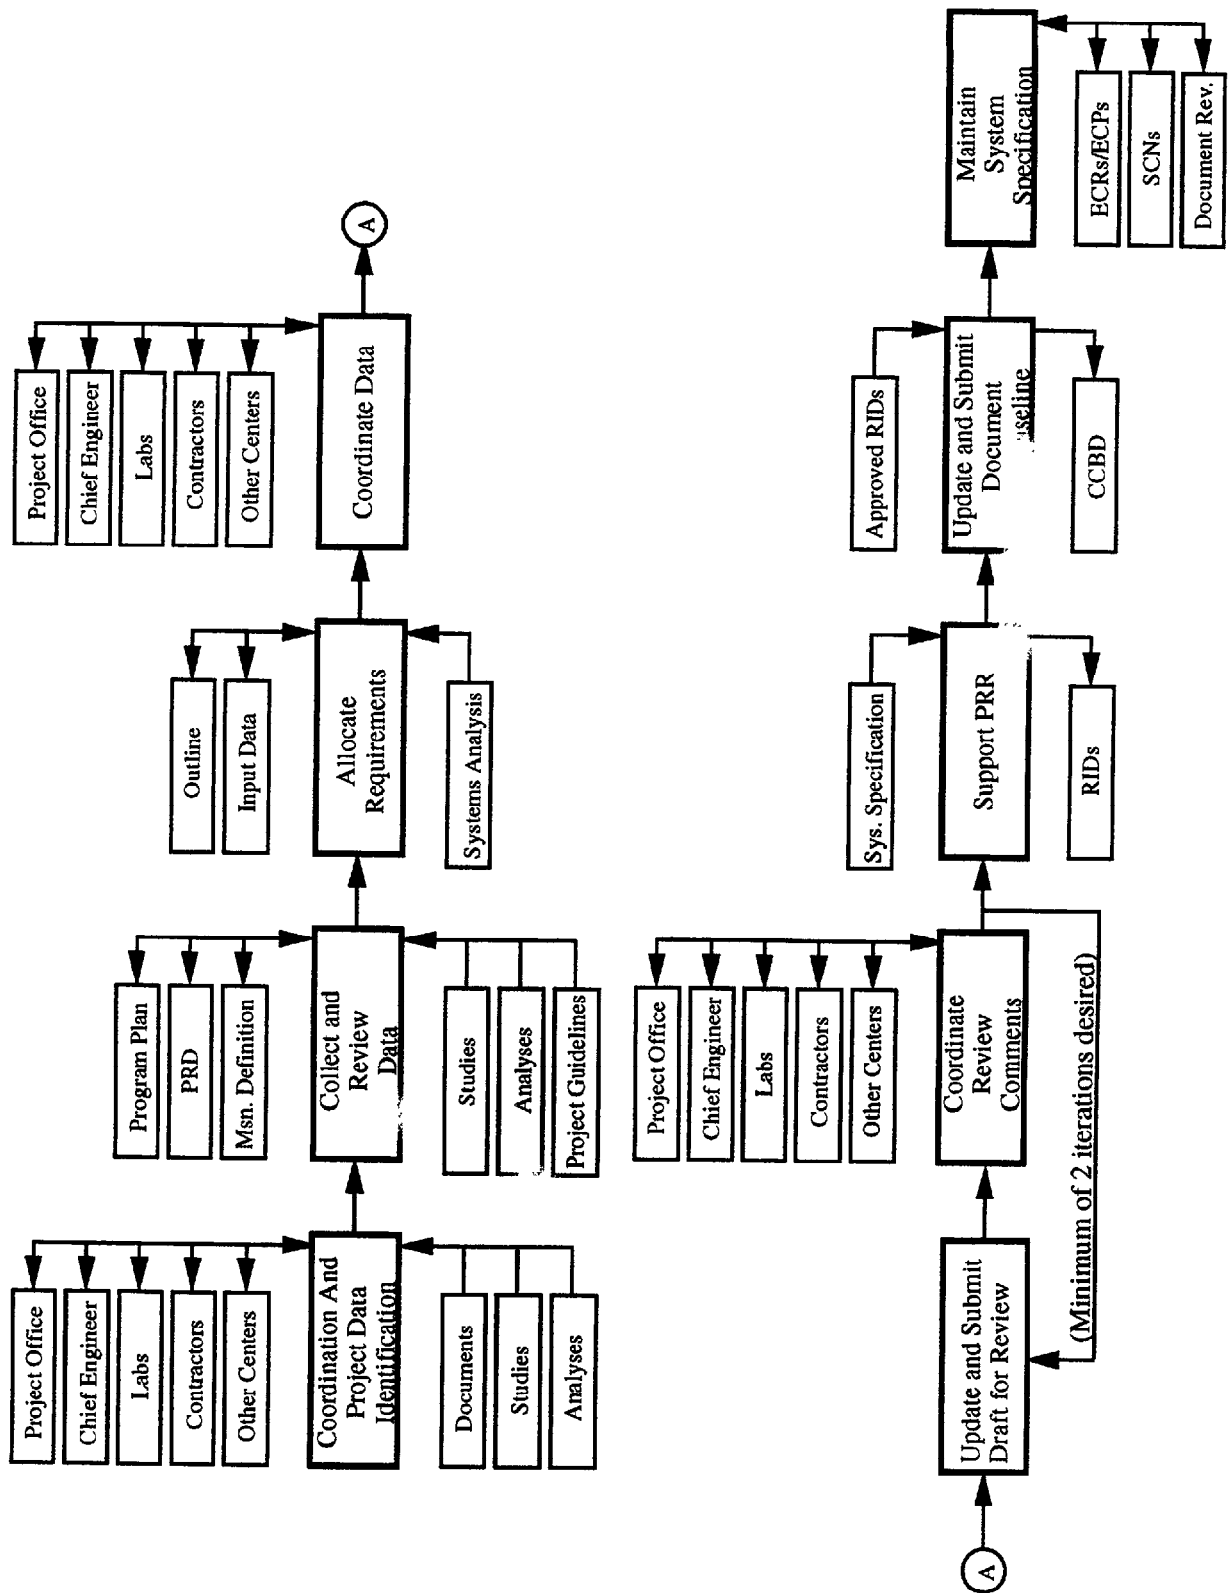 Project Office
Chief Engineer
Labs
Contractors
Other Centers
Coordination And
Project Data
Identification
Documents
Studies
Analyses
Program Plan
PRD
Msn. Definition
Collect and
Review
Data
Studies
Analyses
Project Guidelines
Outline
Input Data
Allocate
Requirements
Systems Analysis
Project Office
Chief Engineer
Labs
Contractors
Other Centers
Coordinate Data
A
A
Update and Submit
Draft for Review
Project Office
Chief Engineer
Labs
Contractors
Other Centers
Coordinate
Review
Comments
(Minimum of 2 iterations desired)
Sys. Specification
Support PRR
RIDs
Approved RIDs
Update and Submit
Document
CCBD
Maintain
System
Specification
ECRs/ECPs
SCNs
Document Rev.